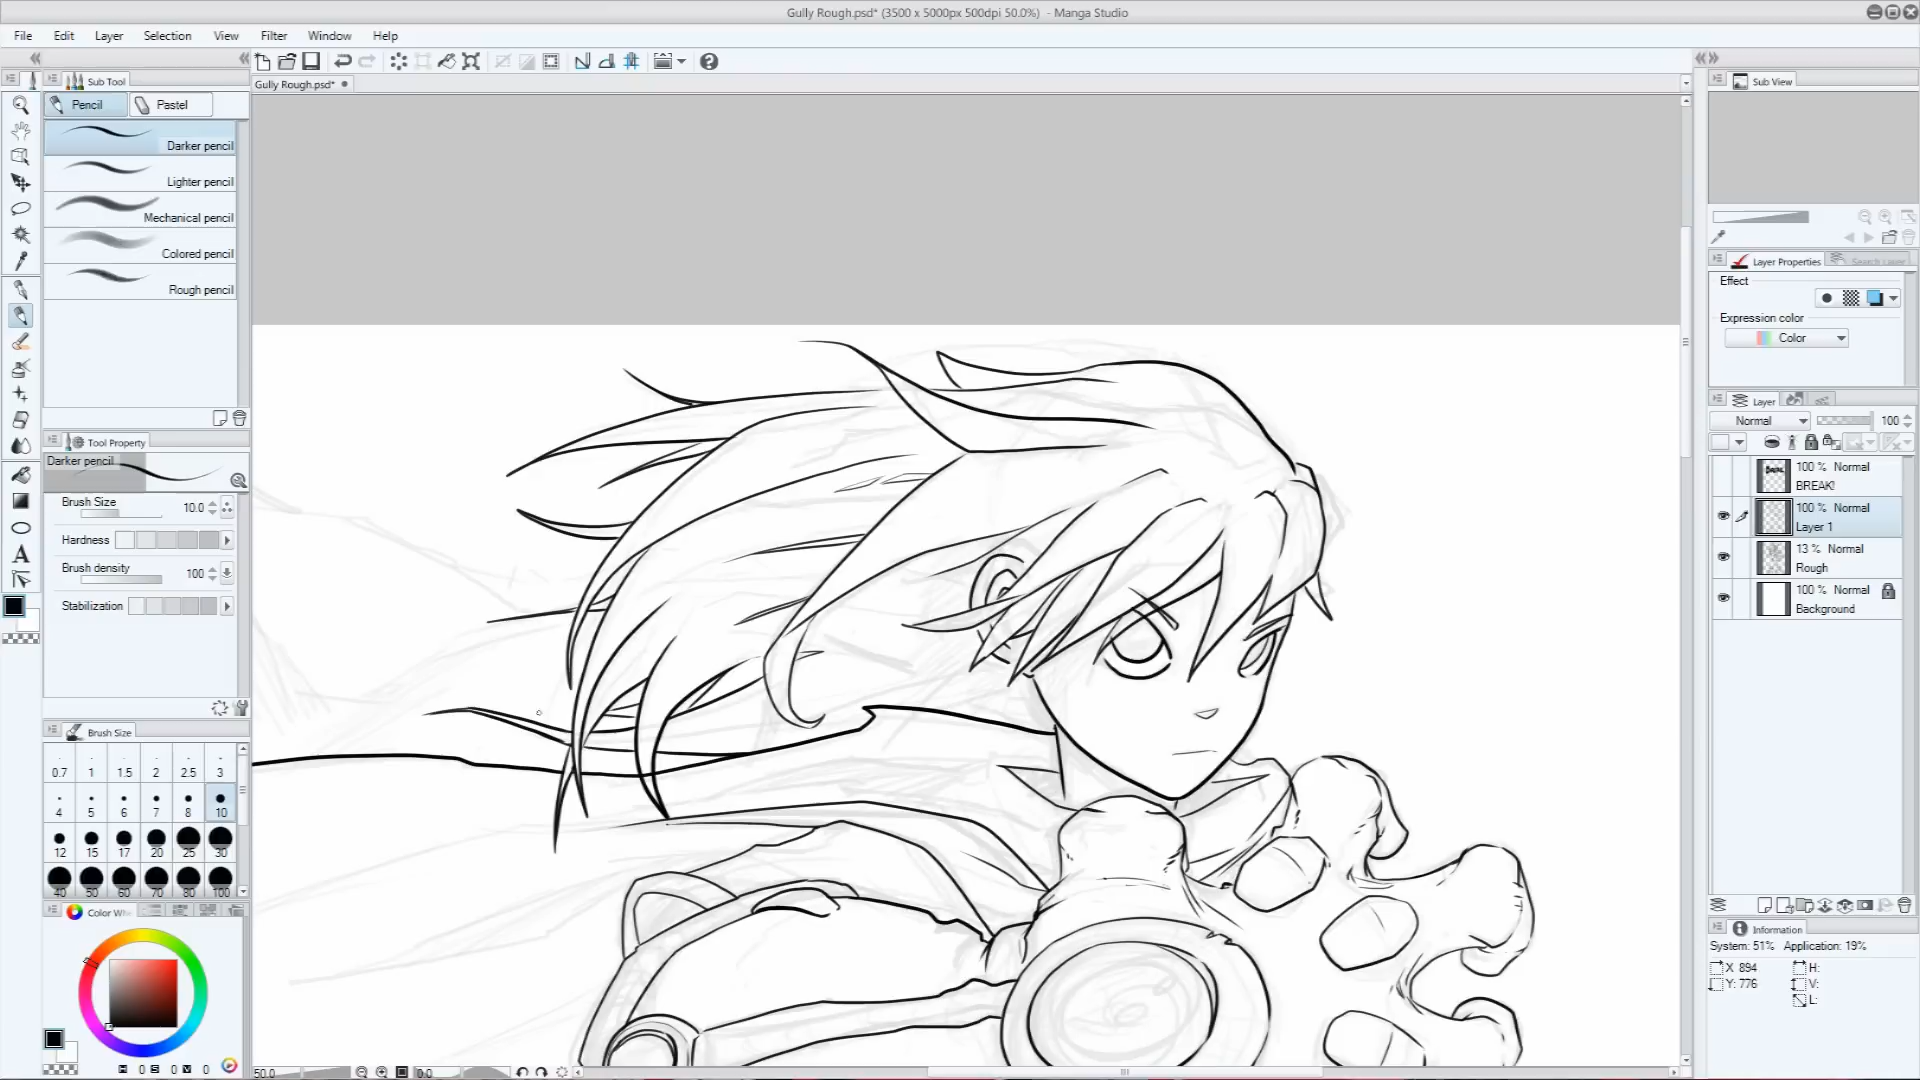 Gully Rough.psd* (3500 x 5000px 500dpi 50.0%) - Manga Studio
File Edit Layer Selection View Filter Window Help
Sub Tool
Gully Rough.psd*
Sub View
Pencil Pastel
Darker pencil
Lighter pencil
Mechanical pencil
Colored pencil
Rough pencil
Tool Property
Darker pencil
Brush Size 10.0
Hardness
Brush density 100
Stabilization
Brush Size
0.7 1 1.5 2 2.5 3
4 5 6 7 8 10
12 15 17 20 25 30
40 50 60 70 80 100
Color Wh
H 0 S 0 V 0
50.0 0.0
Layer Properties Search Layer
Effect
Expression color
Color
Layer
Normal 100
100 % Normal
BREAK!
100 % Normal
Layer 1
13 % Normal
Rough
100 % Normal
Background
Information
System: 51% Application: 19%
X 894 H:
Y: 776 V:
L: